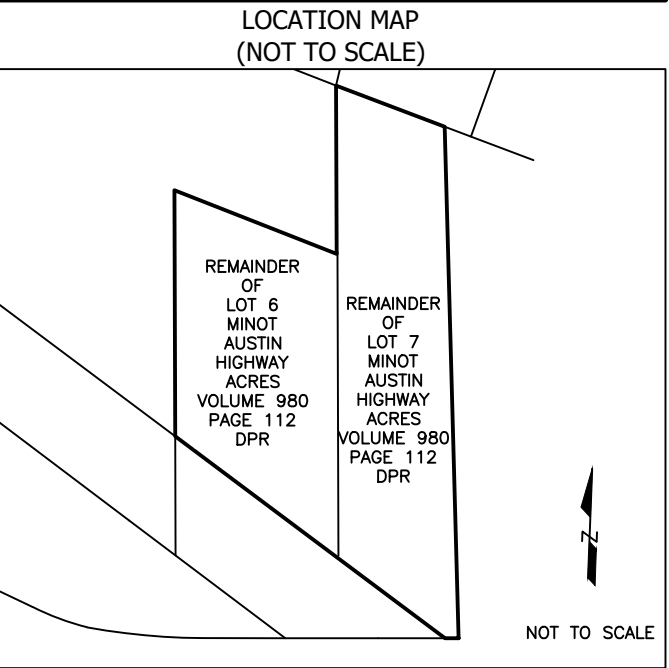 LOCATION MAP
(NOT TO SCALE)
REMAINDER
OF
LOT 6
MINOT
AUSTIN
HIGHWAY
ACRES
VOLUME 980
PAGE 112
DPR
REMAINDER
OF
LOT 7
MINOT
AUSTIN
HIGHWAY
ACRES
VOLUME 980
PAGE 112
DPR
N
NOT TO SCALE